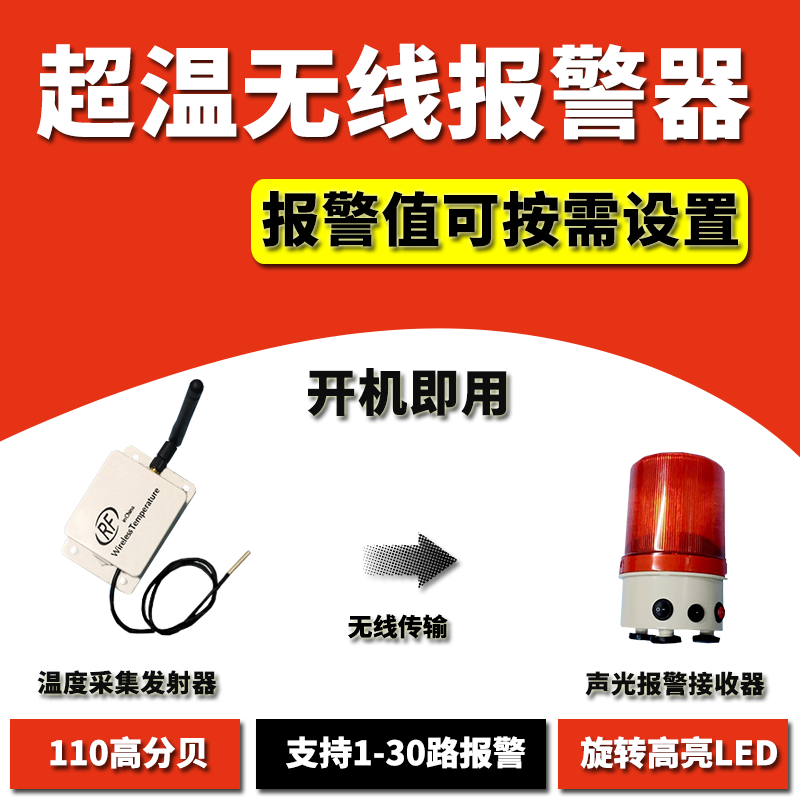 超温无线报警器
报警值可按需设置
开机即用
RF
in China
Wireless Temperature
无线传输
温度采集发射器
声光报警接收器
110高分贝
支持1-30路报警
旋转高亮LED